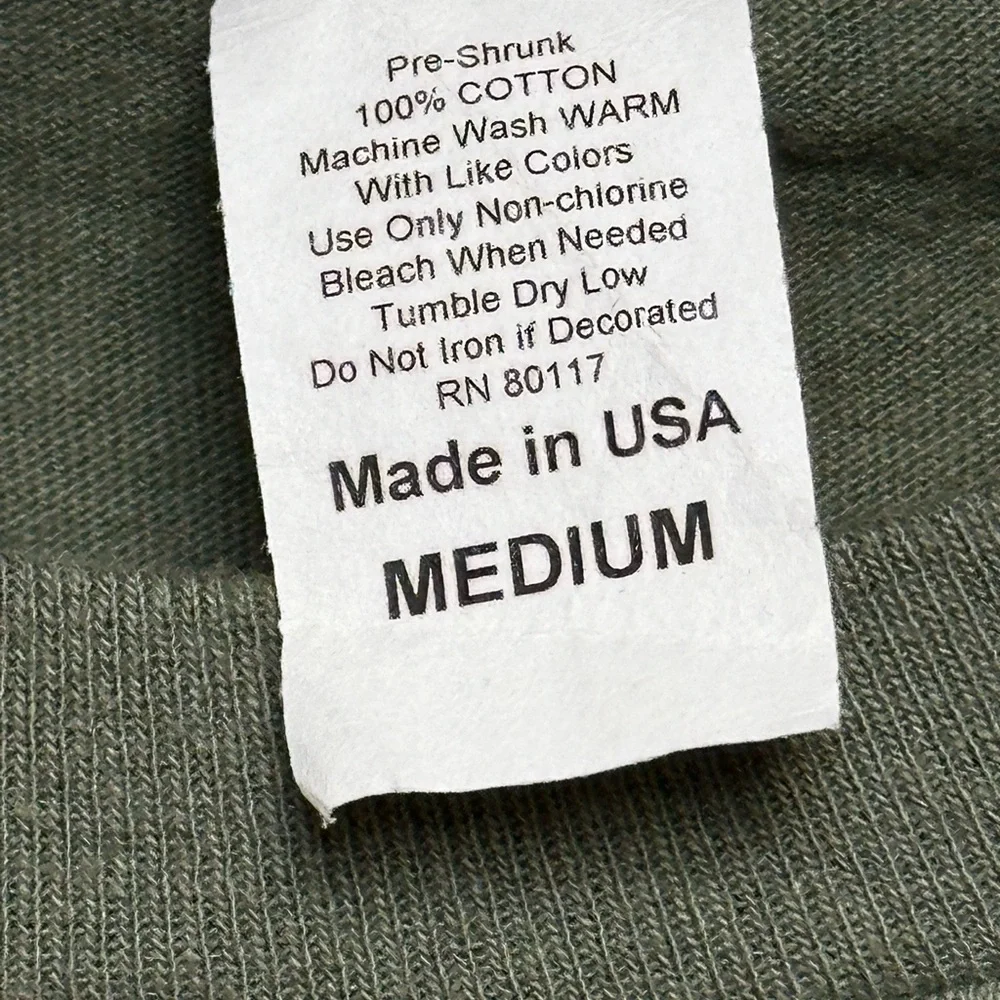 Pre-Shrunk
100% COTTON
Machine Wash WARM
With Like Colors
Use Only Non-chlorine
Bleach When Needed
Tumble Dry Low
Do Not Iron if Decorated
RN 80117
Made in USA
MEDIUM